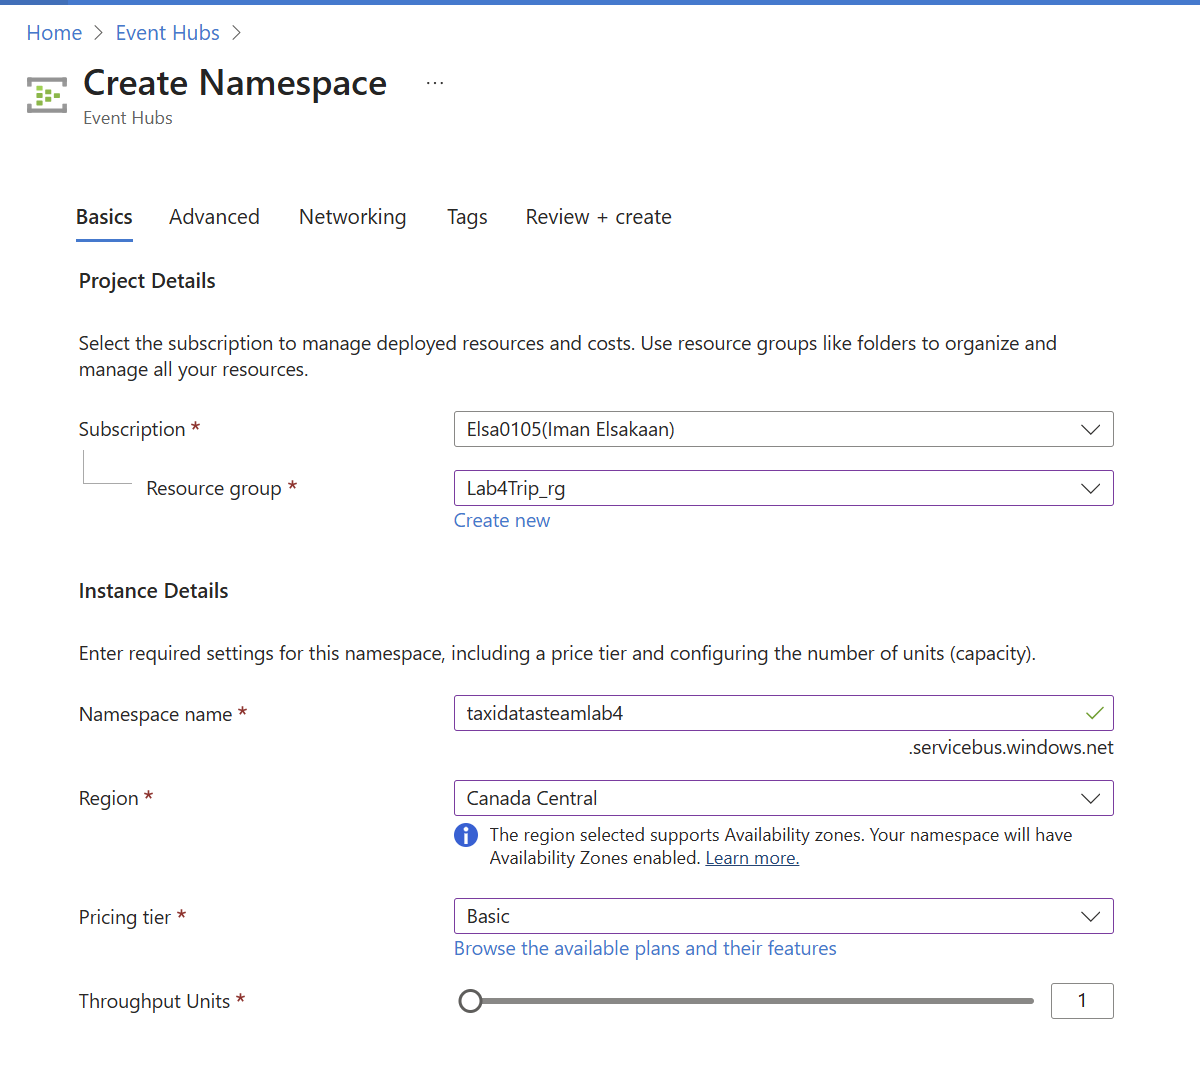 Home > Event Hubs >
Create Namespace ...
Event Hubs
Basics Advanced Networking Tags Review + create
Project Details
Select the subscription to manage deployed resources and costs. Use resource groups like folders to organize and
manage all your resources.
Subscription * Elsa0105(Iman Elsakaan)
Resource group * Lab4Trip_rg
Create new
Instance Details
Enter required settings for this namespace, including a price tier and configuring the number of units (capacity).
Namespace name * taxidatasteamlab4
.servicebus.windows.net
Region * Canada Central
The region selected supports Availability zones. Your namespace will have
Availability Zones enabled. Learn more.
Pricing tier * Basic
Browse the available plans and their features
Throughput Units * 1